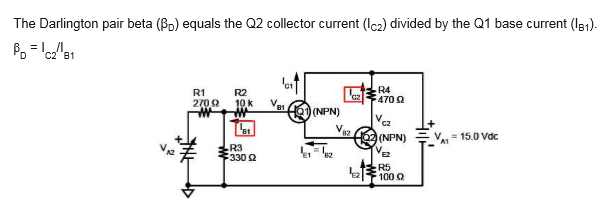 The Darlington pair beta (βD) equals the Q2 collector current (IC2) divided by the Q1 base current (IB1).
βD = IC2/IB1
IC1
R1
270 Ω
R2
10 k
VB1
Q1 (NPN)
IC2
R4
470 Ω
IB1
VC2
VB2
Q2 (NPN)
VA1 = 15.0 Vdc
VA2
R3
330 Ω
IE1 = IB2
VE2
IE2
R5
100 Ω